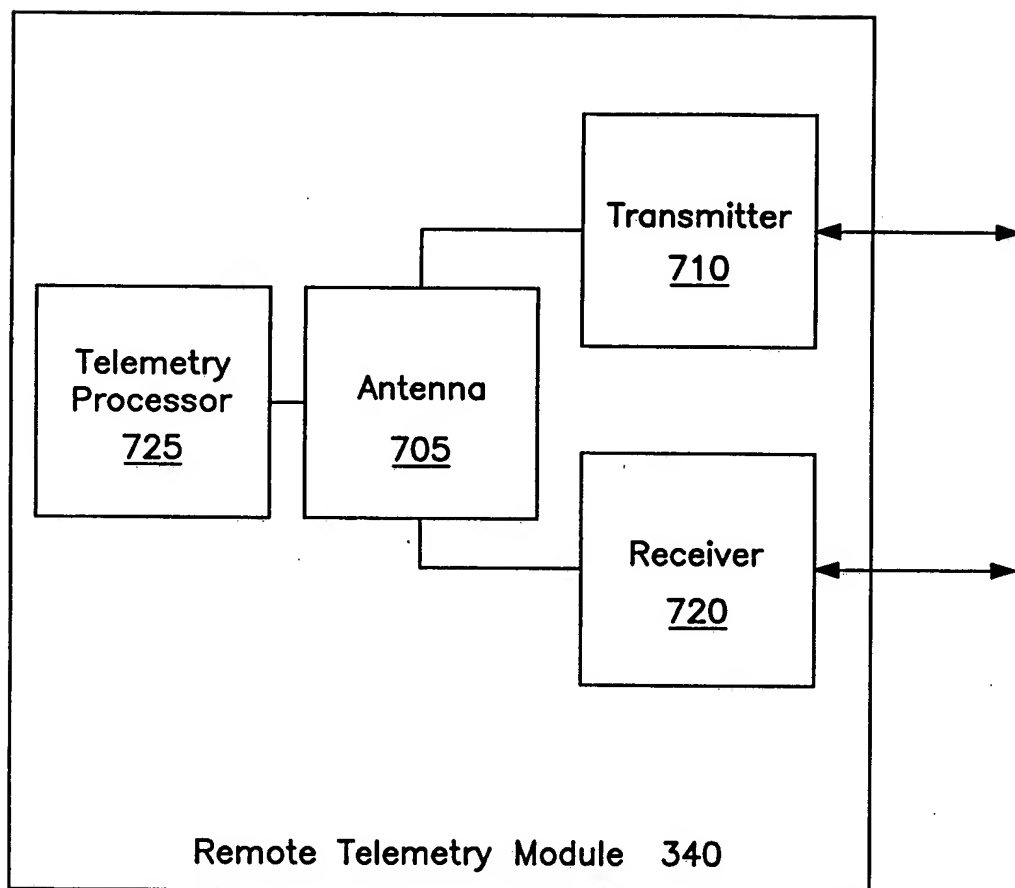 Transmitter
710
Telemetry
Processor
725
Antenna
705
Receiver
720
Remote Telemetry Module 340